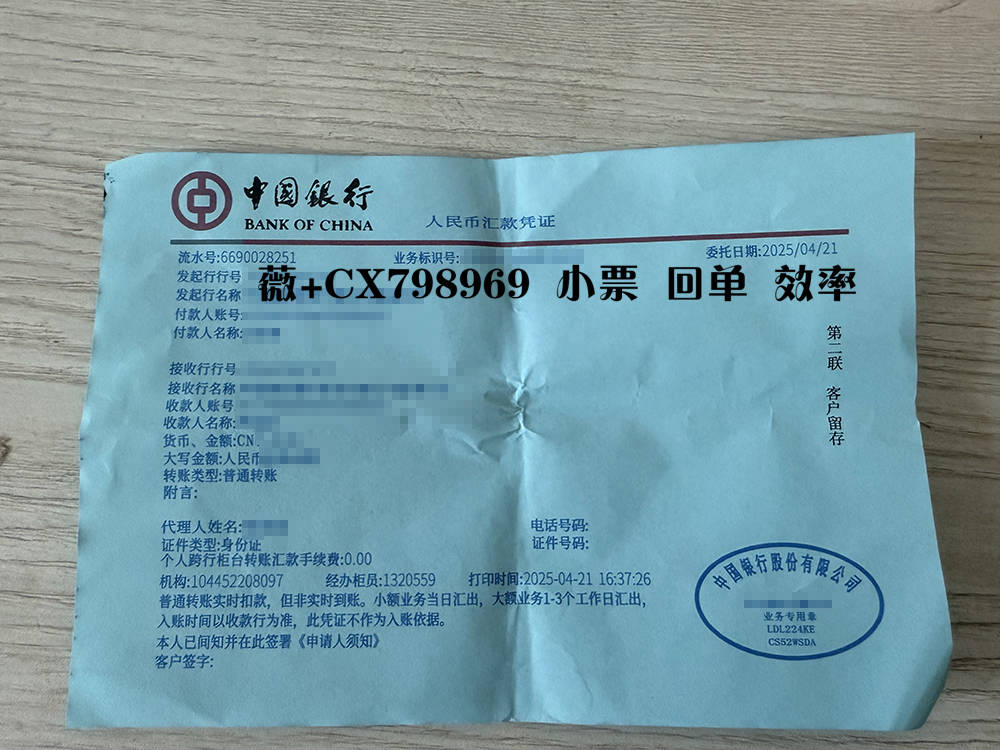 中国银行
BANK OF CHINA
人民币汇款凭证
流水号:6690028251 业务标识号: 委托日期:2025/04/21
发起行行号
薇+CX798969 小票 回单 效率
发起行名称
付款人账号:
付款人名称:
第二联 客户留存
接收行行号
接收行名称
收款人账号
收款人名称:
货币、金额:CN
大写金额:人民币
转账类型:普通转账
附言:
代理人姓名: 电话号码:
证件类型:身份证 证件号码:
个人跨行柜台转账汇款手续费:0.00
机构:104452208097 经办柜员:1320559 打印时间:2025-04-21 16:37:26
普通转账实时扣款，但非实时到账。小额业务当日汇出，大额业务1-3个工作日汇出，
入账时间以收款行为准，此凭证不作为入账依据。
本人已间知并在此签署《申请人须知》
客户签字:
中国银行股份有限公司
业务专用章
LDL224KE
CS52WSDA